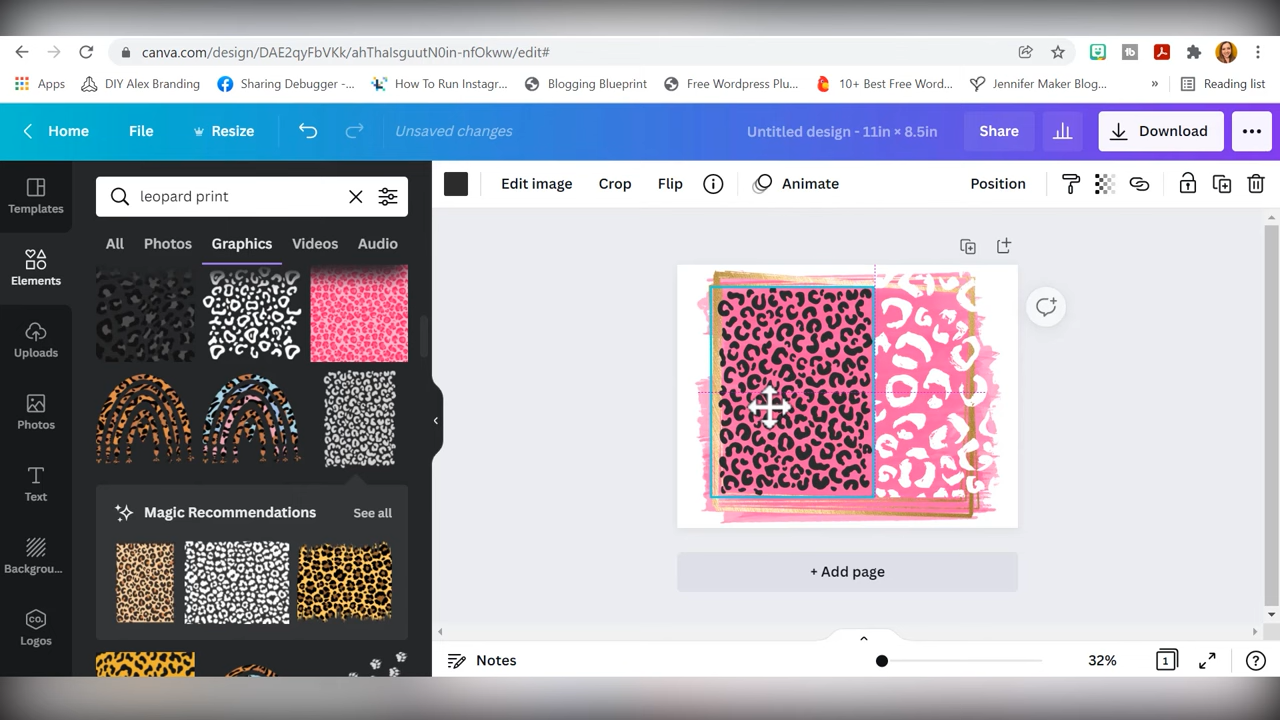 canva.com/design/DAE2qyFbVKk/ahThaIsguutN0in-nfOkww/edit#
Apps DIY Alex Branding Sharing Debugger -... How To Run Instagr... Blogging Blueprint Free Wordpress Plu... 10+ Best Free Word... Jennifer Maker Blog... » Reading list
Home File Resize Unsaved changes Untitled design - 11in × 8.5in Share Download
Templates
leopard print
Edit image Crop Flip Animate Position
Elements
All Photos Graphics Videos Audio
Uploads
Photos
Text
Magic Recommendations See all
Backgrou...
+ Add page
CO.
Logos
Notes 32% 1